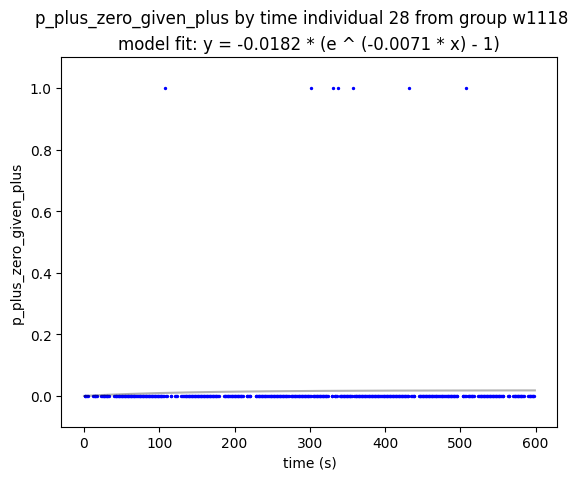 p_plus_zero_given_plus by time individual 28 from group w1118
model fit: y = -0.0182 * (e ^ (-0.0071 * x) - 1)
p_plus_zero_given_plus
1.0
0.8
0.6
0.4
0.2
0.0
0 100 200 300 400 500 600
time (s)